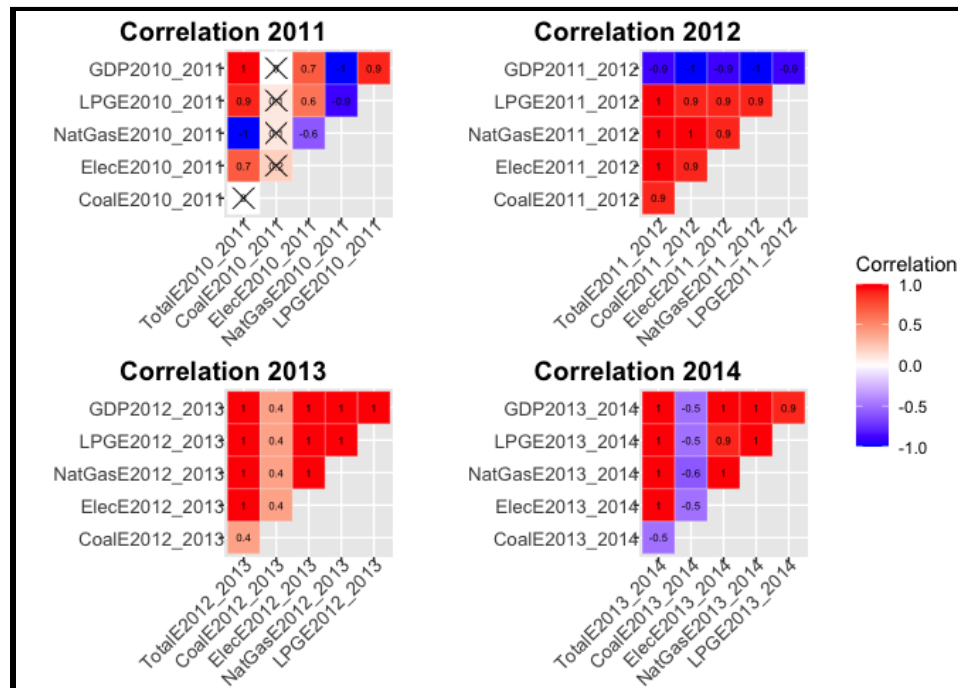 Correlation 2011
GDP2010_2011 1 0.7 -1 0.9
LPGE2010_2011 0.9 0.6 -0.9
NatGasE2010_2011 -1 -0.6
ElecE2010_2011 0.7 0.2
CoalE2010_2011
TotalE2010_2011
CoalE2010_2011
ElecE2010_2011
NatGasE2010_2011
LPGE2010_2011
Correlation 2012
GDP2011_2012 -0.9 -1 -0.9 -1 -0.9
LPGE2011_2012 1 0.9 0.9 0.9
NatGasE2011_2012 1 1 0.9
ElecE2011_2012 1 0.9
CoalE2011_2012 0.9
TotalE2011_2012
CoalE2011_2012
ElecE2011_2012
NatGasE2011_2012
LPGE2011_2012
Correlation
1.0
0.5
0.0
-0.5
-1.0
Correlation 2013
GDP2012_2013 1 0.4 1 1 1
LPGE2012_2013 1 0.4 1 1
NatGasE2012_2013 1 0.4 1
ElecE2012_2013 1 0.4
CoalE2012_2013 0.4
TotalE2012_2013
CoalE2012_2013
ElecE2012_2013
NatGasE2012_2013
LPGE2012_2013
Correlation 2014
GDP2013_2014 1 -0.5 1 1 0.9
LPGE2013_2014 1 -0.5 0.9 1
NatGasE2013_2014 1 -0.6 1
ElecE2013_2014 1 -0.5
CoalE2013_2014 -0.5
TotalE2013_2014
CoalE2013_2014
ElecE2013_2014
NatGasE2013_2014
LPGE2013_2014